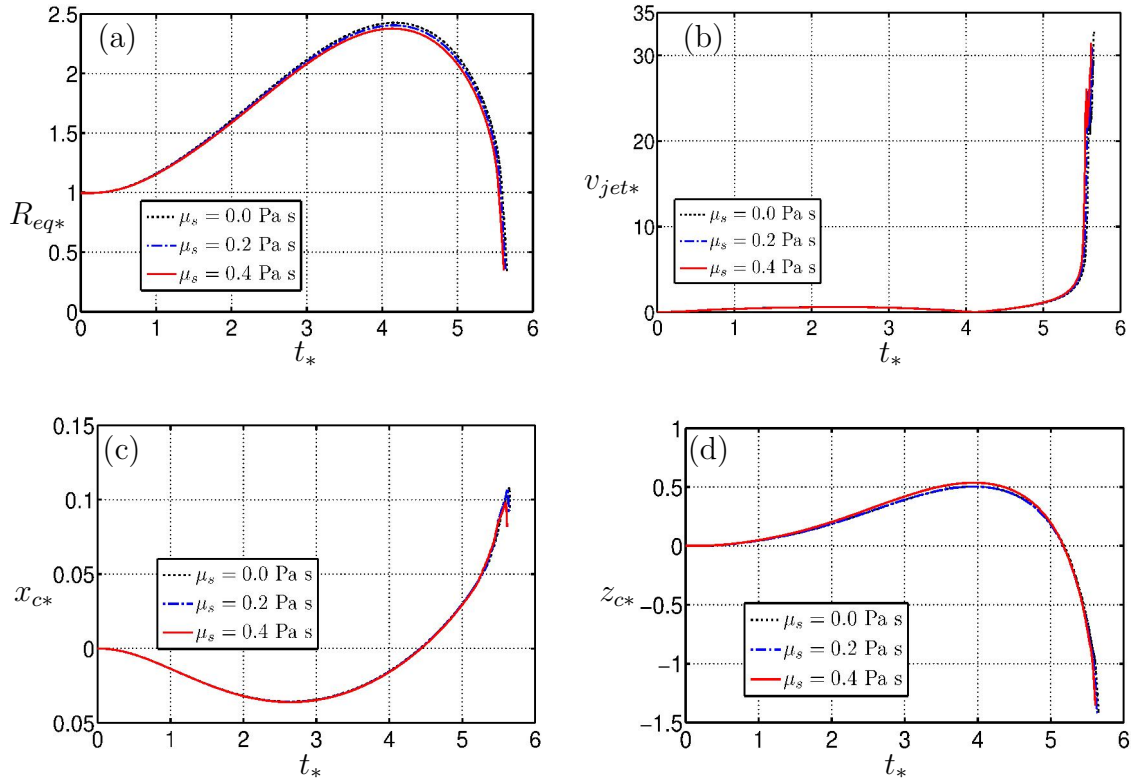 (a)
2.5
2
1.5
1
0.5
0
R_{eq*}
μ_s = 0.0 Pa s
μ_s = 0.2 Pa s
μ_s = 0.4 Pa s
0 1 2 3 4 5 6
t_*
(b)
35
30
25
20
15
10
5
0
v_{jet*}
μ_s = 0.0 Pa s
μ_s = 0.2 Pa s
μ_s = 0.4 Pa s
0 1 2 3 4 5 6
t_*
(c)
0.15
0.1
0.05
0
0.05
x_{c*}
μ_s = 0.0 Pa s
μ_s = 0.2 Pa s
μ_s = 0.4 Pa s
0 1 2 3 4 5 6
t_*
(d)
1
0.5
0
−0.5
−1
−1.5
z_{c*}
μ_s = 0.0 Pa s
μ_s = 0.2 Pa s
μ_s = 0.4 Pa s
0 1 2 3 4 5 6
t_*